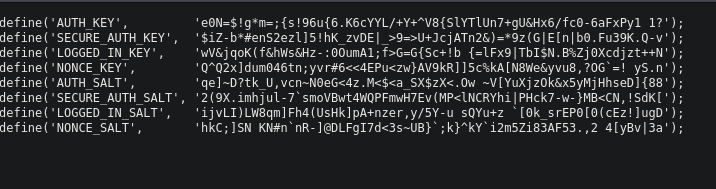 define('AUTH_KEY',         'e0N=$!g*m=;{s!96u{6.K6cYYL/+Y+^V8{SlYTlUn7+gU&Hx6/fc0-6aFxPy1 1?');
define('SECURE_AUTH_KEY',  '$iZ-b*#enS2ezl]5!hK_zvDE|_>9=>U+JcjATn2&)=*9z(G|E[n|b0.Fu39K.Q-v');
define('LOGGED_IN_KEY',    'wV&jqoK(f&hWs&Hz-:0OumA1;f>G=G{Sc+!b {=lFx9|TbI$N.B%Zj0Xcdjzt++N');
define('NONCE_KEY',        'Q^Q2x]dum046tn;yvr#6<<4EPu<zw}AV9kR]]5c%kA[N8We&yvu8,?OG`=! yS.n');
define('AUTH_SALT',        'qe]~D?tk_U,vcn~N0eG<4z.M<$<a_SX$zX<.Ow ~V[YuXjzOk&x5yMjHhseD]{88');
define('SECURE_AUTH_SALT', '2(9X.imhjul-7`smoVBwt4WQPFmwH7Ev(MP<lNCRYhi|PHck7-w-}MB<CN,!SdK[');
define('LOGGED_IN_SALT',   'ijvLI)LW8qm]Fh4(UsHk]pA+nzer,y/5Y-u sQYu+z `[0k_srEP0[0(cEz!]ugD');
define('NONCE_SALT',       'hkC;]SN KN#n`nR-]@DLFgI7d<3s~UB}`;k}^kY`i2m5Zi83AF53.,2 4[yBv|3a');